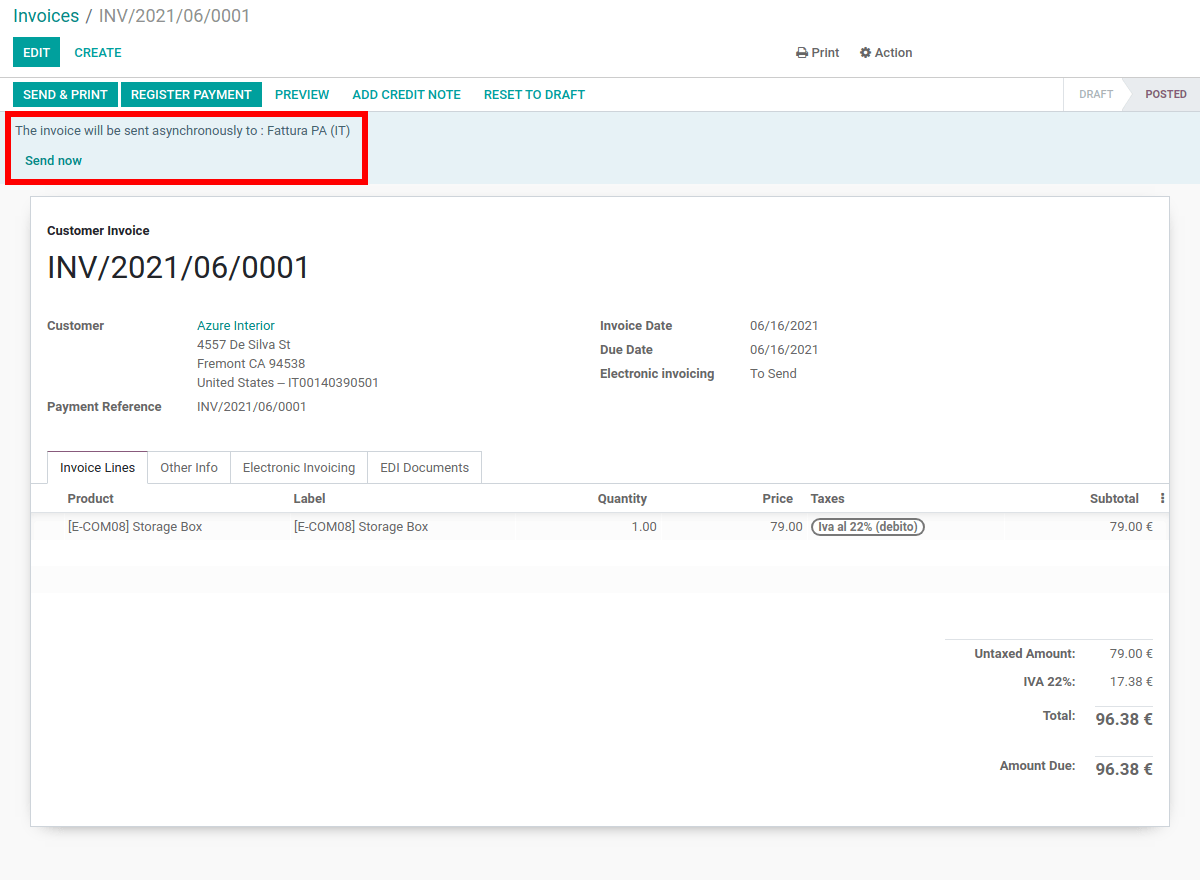 Invoices / INV/2021/06/0001
EDIT CREATE Print Action
SEND & PRINT REGISTER PAYMENT PREVIEW ADD CREDIT NOTE RESET TO DRAFT DRAFT POSTED
The invoice will be sent asynchronously to : Fattura PA (IT)
Send now
Customer Invoice
INV/2021/06/0001
Customer Azure Interior Invoice Date 06/16/2021
4557 De Silva St
Due Date 06/16/2021
Fremont CA 94538
Electronic invoicing To Send
United States – IT00140390501
Payment Reference INV/2021/06/0001
Invoice Lines Other Info Electronic Invoicing EDI Documents
Product Label Quantity Price Taxes Subtotal
[E-COM08] Storage Box [E-COM08] Storage Box 1.00 79.00 Iva al 22% (debito) 79.00 €
Untaxed Amount: 79.00 €
IVA 22%: 17.38 €
Total: 96.38 €
Amount Due: 96.38 €